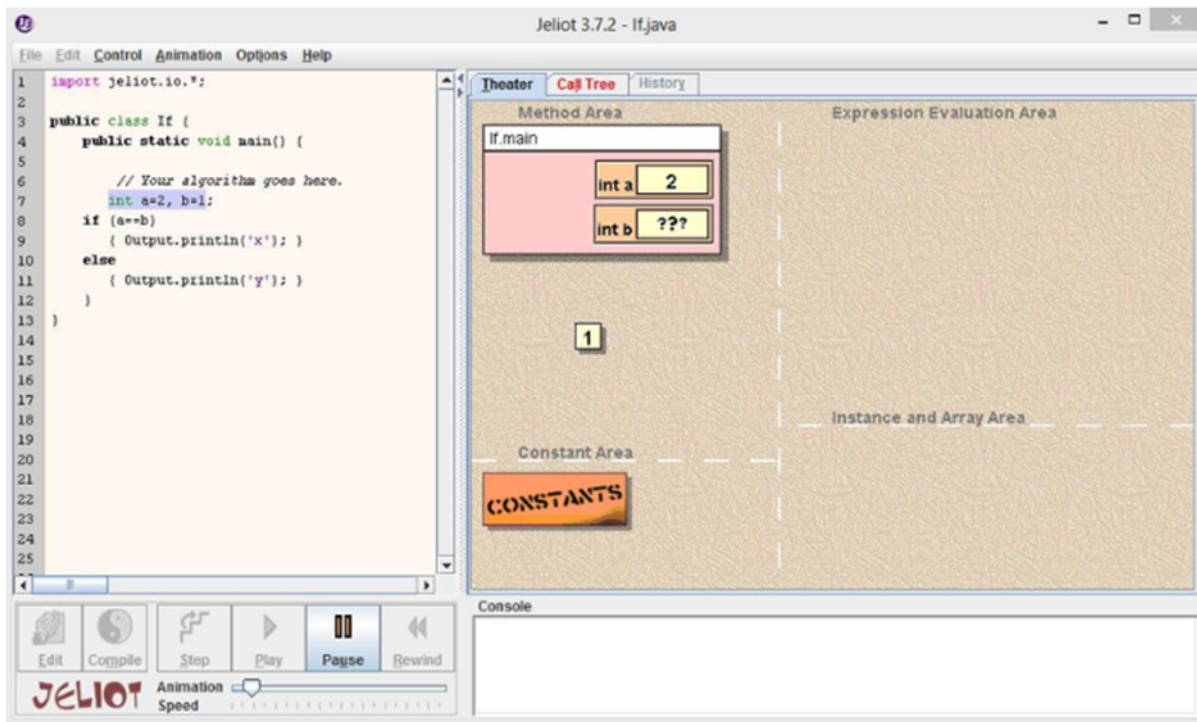 Jeliot 3.7.2 - If.java
File Edit Control Animation Options Help
1 import jeliot.io.*;
2
3 public class If {
4 public static void main() {
5
6 // Your algorithm goes here.
7 int a=2, b=1;
8 if (a==b)
9 { Output.println('x'); }
10 else
11 { Output.println('y'); }
12 }
13 }
14
15
16
17
18
19
20
21
22
23
24
25
Theater Call Tree History
Method Area
If.main
int a 2
int b ???
1
Constant Area
CONSTANTS
Expression Evaluation Area
Instance and Array Area
Edit Compile Step Play Pause Rewind
JELIOT
Animation
Speed
Console